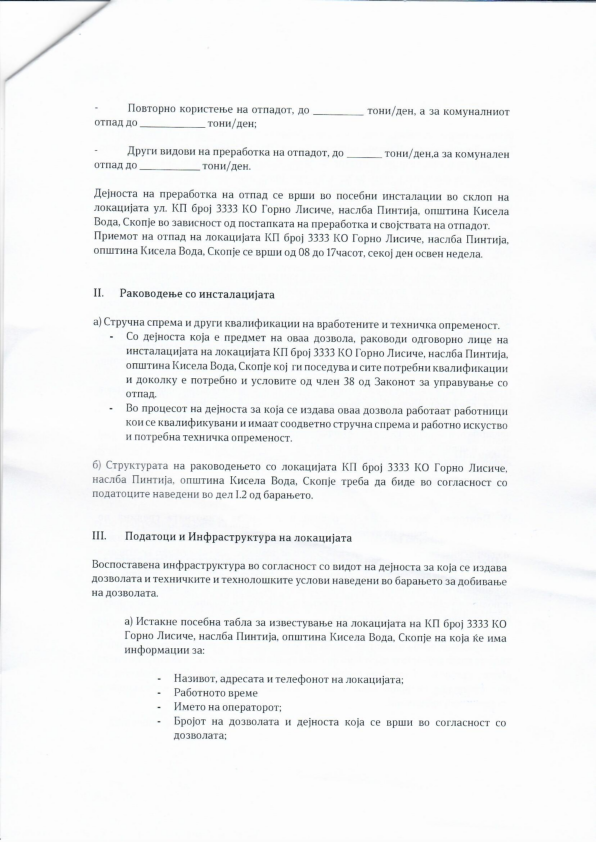 - Повторно користење на отпадот, до __________ тони/ден, а за комуналниот
отпад до _____________ тони/ден;
- Други видови на преработка на отпадот, до _______ тони/ден,а за комунален
отпад до ____________ тони/ден.
Дејноста на преработка на отпад се врши во посебни инсталации во склоп на
локацијата ул. КП број 3333 КО Горно Лисиче, наслба Пинтија, општина Кисела
Вода, Скопје во зависност од постапката на преработка и својствата на отпадот.
Приемот на отпад на локацијата КП број 3333 КО Горно Лисиче, наслба Пинтија,
општина Кисела Вода, Скопје се врши од 08 до 17часот, секој ден освен недела.
II. Раководење со инсталацијата
а) Стручна спрема и други квалификации на вработените и техничка опременост.
- Со дејноста која е предмет на оваа дозвола, раководи одговорно лице на
инсталацијата на локацијата КП број 3333 КО Горно Лисиче, наслба Пинтија,
општина Кисела Вода, Скопје кој ги поседува и сите потребни квалификации
и доколку е потребно и условите од член 38 од Законот за управување со
отпад.
- Во процесот на дејноста за која се издава оваа дозвола работаат работници
кои се квалификувани и имаат соодветно стручна спрема и работно искуство
и потребна техничка опременост.
б) Структурата на раководењето со локацијата КП број 3333 КО Горно Лисиче,
наслба Пинтија, општина Кисела Вода, Скопје треба да биде во согласност со
податоците наведени во дел I.2 од барањето.
III. Податоци и Инфраструктура на локацијата
Воспоставена инфраструктура во согласност со видот на дејноста за која се издава
дозволата и техничките и технолошките услови наведени во барањето за добивање
на дозволата.
а) Истакне посебна табла за известување на локацијата на КП број 3333 КО
Горно Лисиче, наслба Пинтија, општина Кисела Вода, Скопје на која ќе има
информации за:
- Називот, адресата и телефонот на локацијата;
- Работното време
- Името на операторот;
- Бројот на дозволата и дејноста која се врши во согласност со
дозволата;